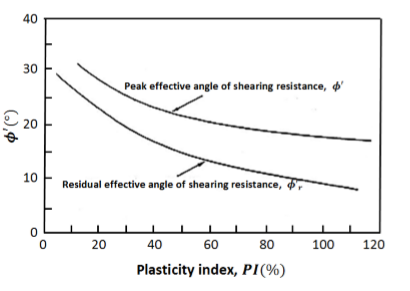 40
30
Peak effective angle of shearing resistance, ϕ′
20
ϕ′(°)
10
Residual effective angle of shearing resistance, ϕ′r
0
0 20 40 60 80 100 120
Plasticity index, PI(%)